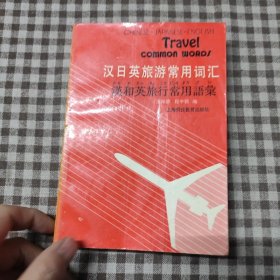 CHINESE-JAPANESE-ENGLISH
Travel
COMMON WORDS
汉日英旅游常用词汇
漢和英旅行常用語彙
编
上海外语教育出版社